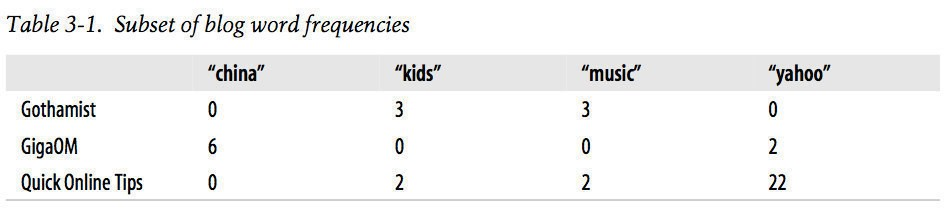 Table 3-1. Subset of blog word frequencies
“china” “kids” “music” “yahoo”
Gothamist 0 3 3 0
GigaOM 6 0 0 2
Quick Online Tips 0 2 2 22